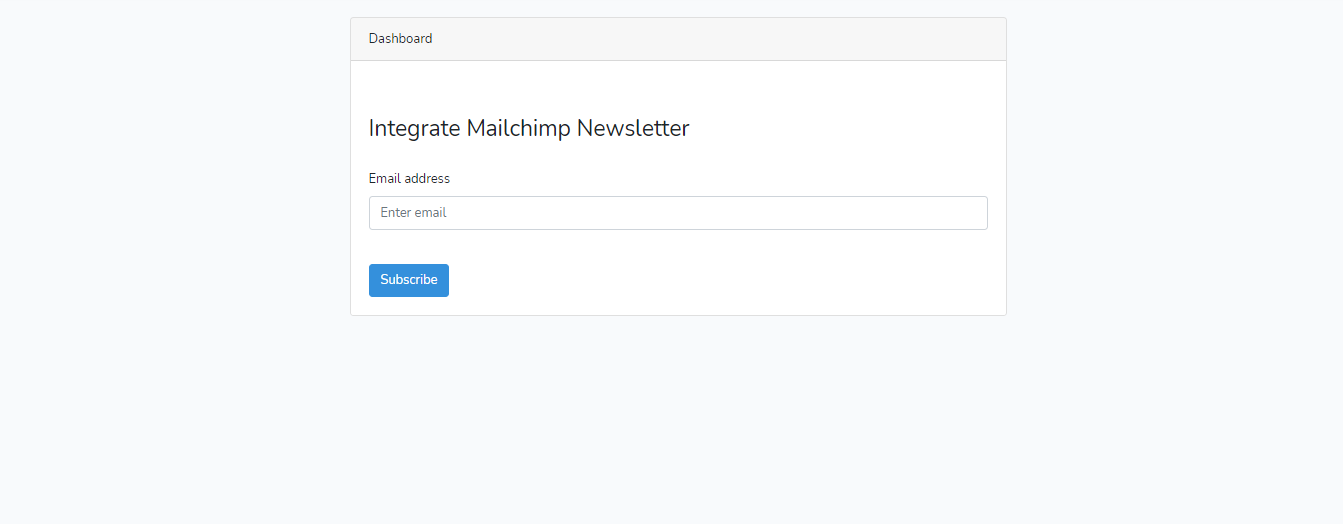 Dashboard
Integrate Mailchimp Newsletter
Email address
Enter email
Subscribe